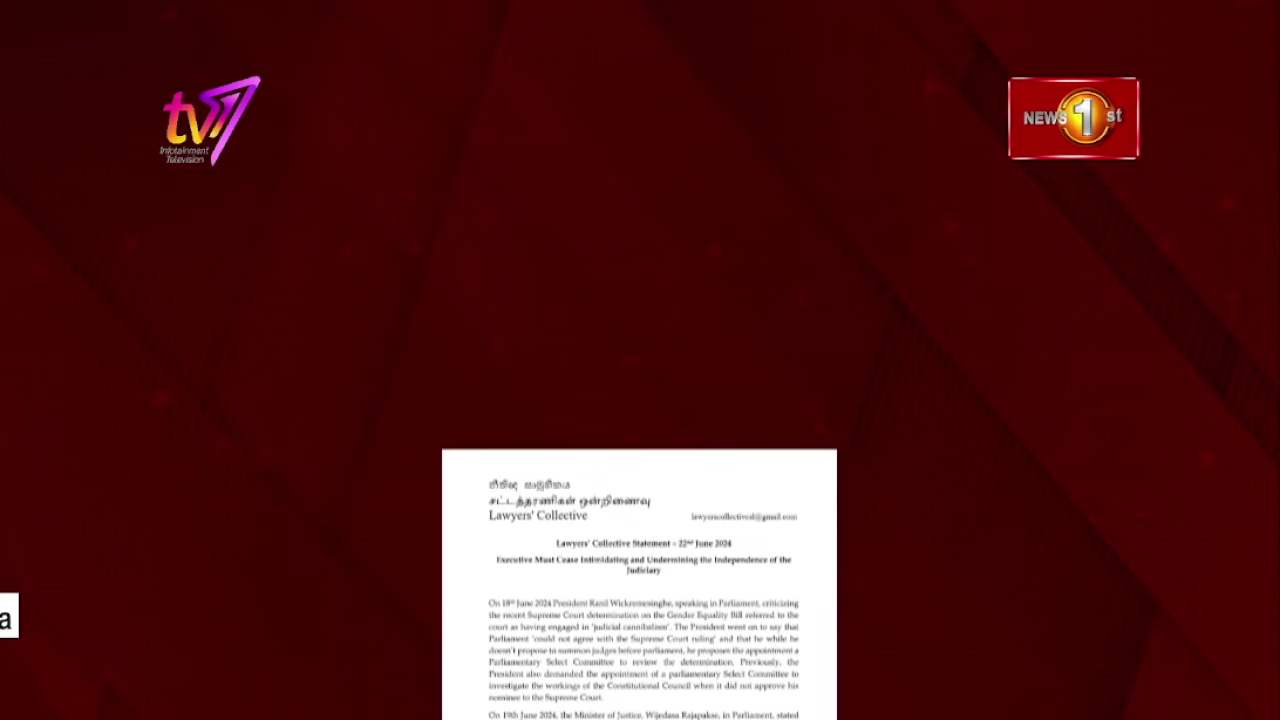 tv1
NEWS 1st
Infotainment
Television
නීතිඥ සාමූහිකය
சட்டத்தரணிகள் ஒன்றிணைவு
Lawyers' Collective
lawyerscollectivesl@gmail.com
Lawyers' Collective Statement – 22nd June 2024
Executive Must Cease Intimidating and Undermining the Independence of the
Judiciary
a
On 18th June 2024 President Ranil Wickremesinghe, speaking in Parliament, criticizing
the recent Supreme Court determination on the Gender Equality Bill referred to the
court as having engaged in 'judicial cannibalism'. The President went on to say that
Parliament 'could not agree with the Supreme Court ruling' and that he while he
doesn't propose to summon judges before parliament, he proposes the appointment a
Parliamentary Select Committee to review the determination. Previously, the
President also demanded the appointment of a parliamentary Select Committee to
investigate the workings of the Constitutional Council when it did not approve his
nominee to the Supreme Court.
On 19th June 2024, the Minister of Justice, Wijedasa Rajapakse, in Parliament, stated